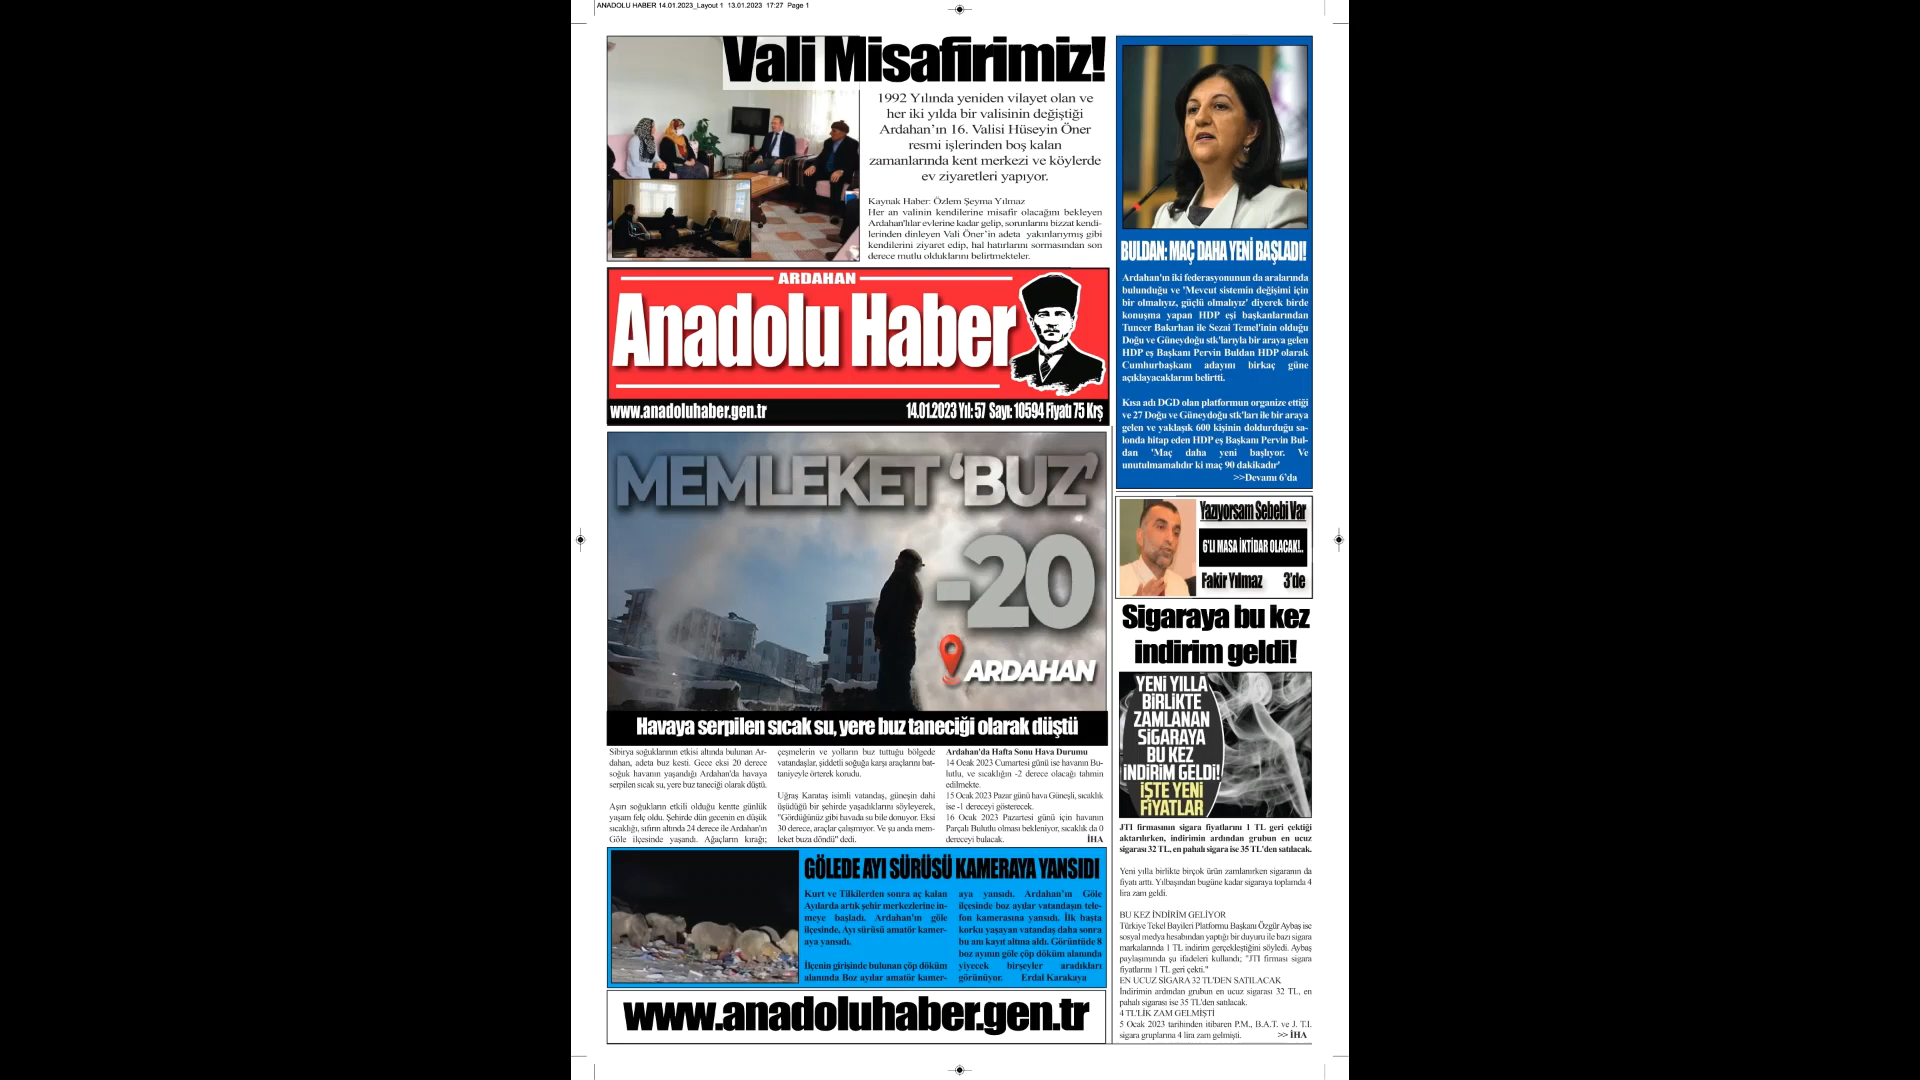 ANADOLU HABER 14.01.2023_Layout 1 13.01.2023 17:27 Page 1
Vali Misafirimiz!
1992 Yılında yeniden vilayet olan ve
her iki yılda bir valisinin değiştiği
Ardahan’ın 16. Valisi Hüseyin Öner
resmi işlerinden boş kalan
zamanlarında kent merkezi ve köylerde
ev ziyaretleri yapıyor.
Kaynak Haber: Özlem Şeyma Yılmaz
Her an valinin kendilerine misafir olacağını bekleyen
Ardahan'lılar evlerine kadar gelip, sorunlarını bizzat kendi-
lerinden dinleyen Vali Öner’in adeta yakınlarıymış gibi
kendilerini ziyaret edip, hal hatırlarını sormasından son
derece mutlu olduklarını belirtmekteler.
ARDAHAN
Anadolu Haber
www.anadoluhaber.gen.tr
14.01.2023 Yıl: 57 Sayı: 10594 Fiyatı 75 Krş
MEMLEKET ‘BUZ’
-20
ARDAHAN
Havaya serpilen sıcak su, yere buz taneciği olarak düştü
Sibirya soğuklarının etkisi altında bulunan Ar-
dahan, adeta buz kesti. Gece eksi 20 derece
soğuk havanın yaşandığı Ardahan'da havaya
serpilen sıcak su, yere buz taneciği olarak düştü.
Aşırı soğukların etkili olduğu kentte günlük
yaşam felç oldu. Şehirde dün gecenin en düşük
sıcaklığı, sıfırın altında 24 derece ile Ardahan'ın
Göle ilçesinde yaşandı. Ağaçların kırağı;
çeşmelerin ve yolların buz tuttuğu bölgede
vatandaşlar, şiddetli soğuğa karşı araçlarını bat-
taniyeyle örterek korudu.
Uğraş Karataş isimli vatandaş, güneşin dahi
üşüdüğü bir şehirde yaşadıklarını söyleyerek,
"Gördüğünüz gibi havada su bile donuyor. Eksi
30 derece, araçlar çalışmıyor. Ve şu anda mem-
leket buza döndü" dedi.
Ardahan'da Hafta Sonu Hava Durumu
14 Ocak 2023 Cumartesi günü ise havanın Bu-
lutlu, ve sıcaklığın -2 derece olacağı tahmin
edilmekte.
15 Ocak 2023 Pazar günü hava Güneşli, sıcaklık
ise -1 dereceyi gösterecek.
16 Ocak 2023 Pazartesi günü için havanın
Parçalı Bulutlu olması bekleniyor, sıcaklık da 0
dereceyi bulacak. İHA
GÖLEDE AYI SÜRÜSÜ KAMERAYA YANSIDI
Kurt ve Tilkilerden sonra aç kalan
Ayılarda artık şehir merkezlerine in-
meye başladı. Ardahan'ın göle
ilçesinde, Ayı sürüsü amatör kamer-
aya yansıdı.
İlçenin girişinde bulunan çöp döküm
alanında Boz ayılar amatör kamer-
aya yansıdı. Ardahan’ın Göle
ilçesinde boz ayılar vatandaşın tele-
fon kamerasına yansıdı. İlk başta
korku yaşayan vatandaş daha sonra
bu anı kayıt altına aldı. Görüntüde 8
boz ayının göle çöp döküm alanında
yiyecek birşeyler aradıkları
görünüyor. Erdal Karakaya
www.anadoluhaber.gen.tr
BULDAN: MAÇ DAHA YENİ BAŞLADI!
Ardahan'ın iki federasyonunun da aralarında
bulunduğu ve 'Mevcut sistemin değişimi için
bir olmalıyız, güçlü olmalıyız' diyerek birde
konuşma yapan HDP eşi başkanlarından
Tuncer Bakırhan ile Sezai Temel'inin olduğu
Doğu ve Güneydoğu stk'larıyla bir araya gelen
HDP eş Başkanı Pervin Buldan HDP olarak
Cumhurbaşkanı adayını birkaç güne
açıklayacaklarını belirtti.
Kısa adı DGD olan platformun organize ettiği
ve 27 Doğu ve Güneydoğu stk'ları ile bir araya
gelen ve yaklaşık 600 kişinin doldurduğu sa-
londa hitap eden HDP eş Başkanı Pervin Bul-
dan 'Maç daha yeni başlıyor. Ve
unutulmamalıdır ki maç 90 dakikadır'
>>Devamı 6’da
Yazıyorsam Sebebi Var
6'LI MASA İKTİDAR OLACAK!..
Fakir Yılmaz 3’de
Sigaraya bu kez
indirim geldi!
YENİ YILLA
BİRLİKTE
ZAMLANAN
SİGARAYA
BU KEZ
İNDİRİM GELDİ!
İŞTE YENİ
FİYATLAR
JTI firmasının sigara fiyatlarını 1 TL geri çektiği
aktarılırken, indirimin ardından grubun en ucuz
sigarası 32 TL, en pahalı sigara ise 35 TL'den satılacak.
Yeni yılla birlikte birçok ürün zamlanırken sigaranın da
fiyatı arttı. Yılbaşından bugüne kadar sigaraya toplamda 4
lira zam geldi.
BU KEZ İNDİRİM GELİYOR
Türkiye Tekel Bayileri Platformu Başkanı Özgür Aybaş ise
sosyal medya hesabından yaptığı bir duyuru ile bazı sigara
markalarında 1 TL indirim gerçekleştiğini söyledi. Aybaş
paylaşımında şu ifadeleri kullandı; "JTI firması sigara
fiyatlarını 1 TL geri çekti."
EN UCUZ SİGARA 32 TL'DEN SATILACAK
İndirimin ardından grubun en ucuz sigarası 32 TL, en
pahalı sigarası ise 35 TL'den satılacak.
4 TL'LİK ZAM GELMİŞTİ
5 Ocak 2023 tarihinden itibaren P.M., B.A.T. ve J. T.I.
sigara gruplarına 4 lira zam gelmişti. >> İHA